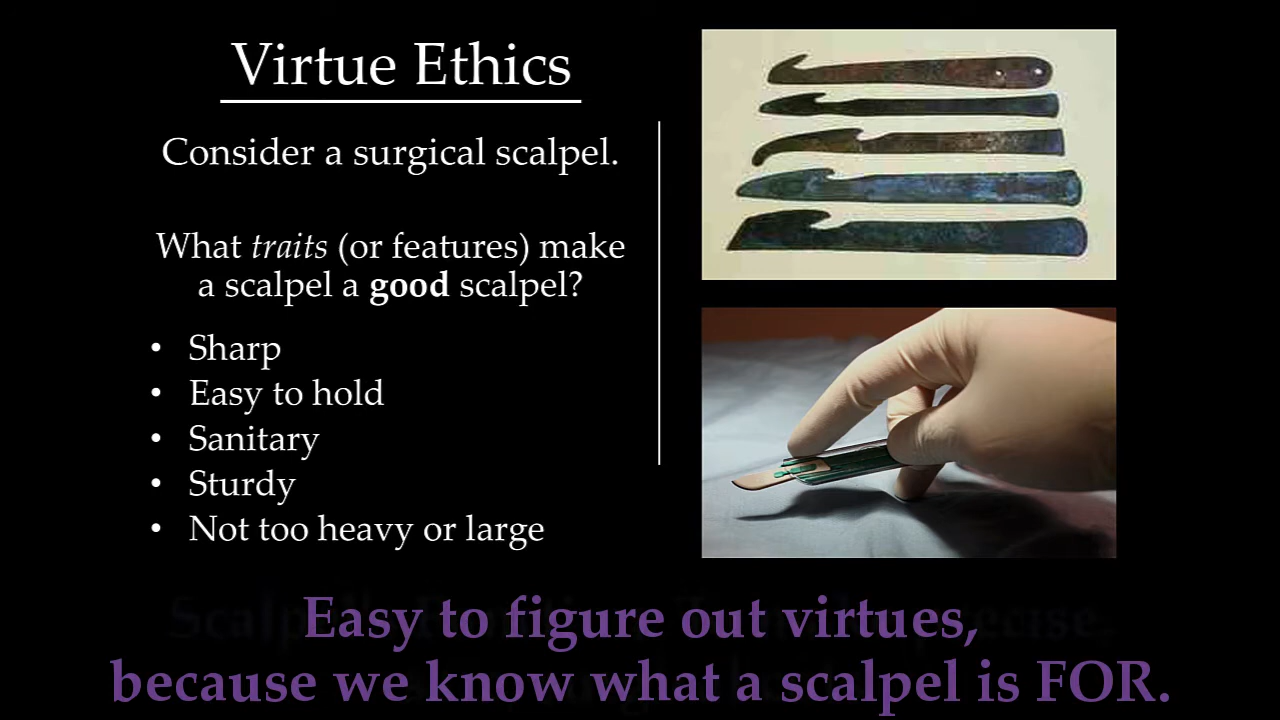 Virtue Ethics
Consider a surgical scalpel.
What traits (or features) make
a scalpel a good scalpel?
• Sharp
• Easy to hold
• Sanitary
• Sturdy
• Not too heavy or large
Easy to figure out virtues,
because we know what a scalpel is FOR.